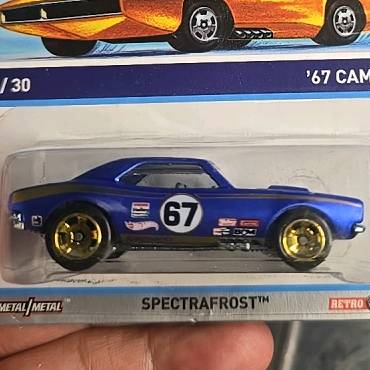 / 30
'67 CAM
67
METAL/METAL
SPECTRAFROST™
RETRO